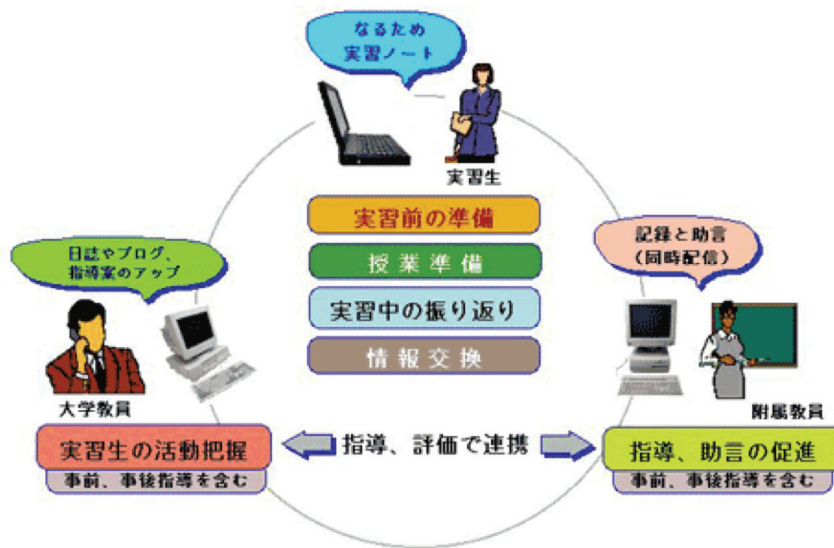 なるため
実習ノート
実習生
実習前の準備
授業準備
実習中の振り返り
情報交換
日誌やブログ、
指導案のアップ
大学教員
実習生の活動把握
事前、事後指導を含む
指導、評価で連携
記録と助言
（同時配信）
附属教員
指導、助言の促進
事前、事後指導を含む